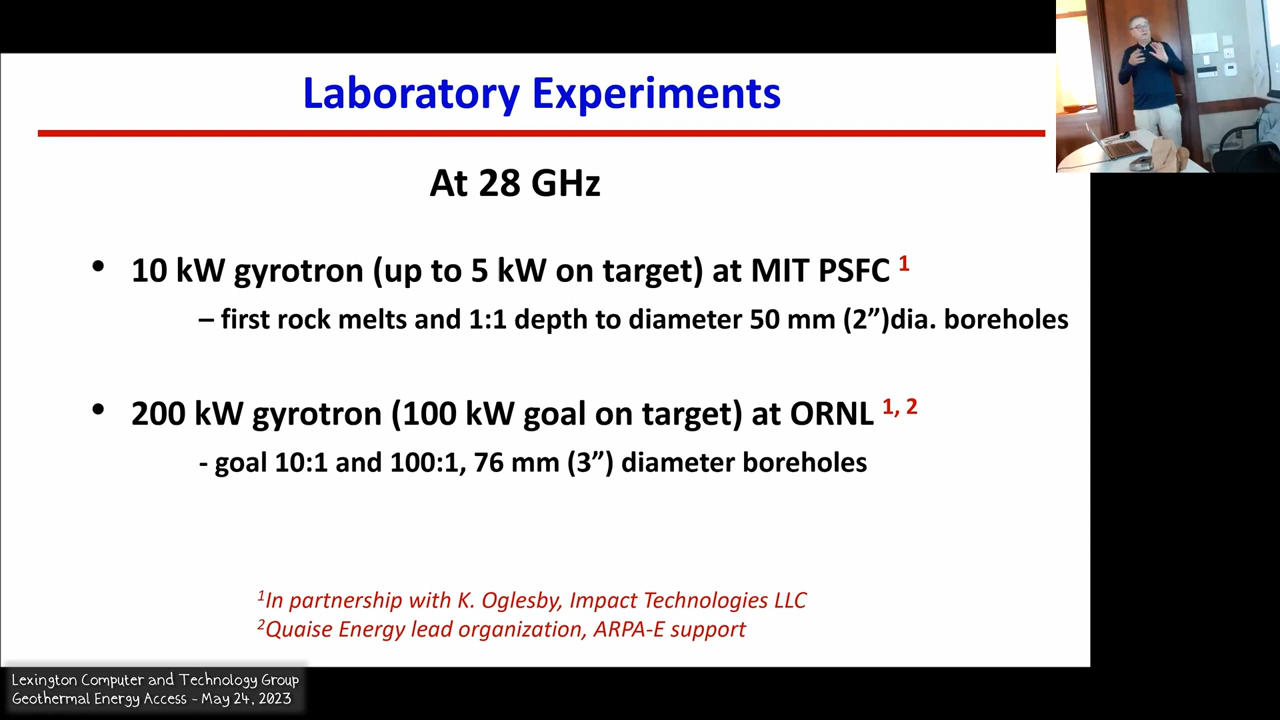 Laboratory Experiments
At 28 GHz
• 10 kW gyrotron (up to 5 kW on target) at MIT PSFC 1
– first rock melts and 1:1 depth to diameter 50 mm (2”)dia. boreholes
• 200 kW gyrotron (100 kW goal on target) at ORNL 1, 2
- goal 10:1 and 100:1, 76 mm (3”) diameter boreholes
1In partnership with K. Oglesby, Impact Technologies LLC
2Quaise Energy lead organization, ARPA-E support
Lexington Computer and Technology Group
Geothermal Energy Access - May 24, 2023